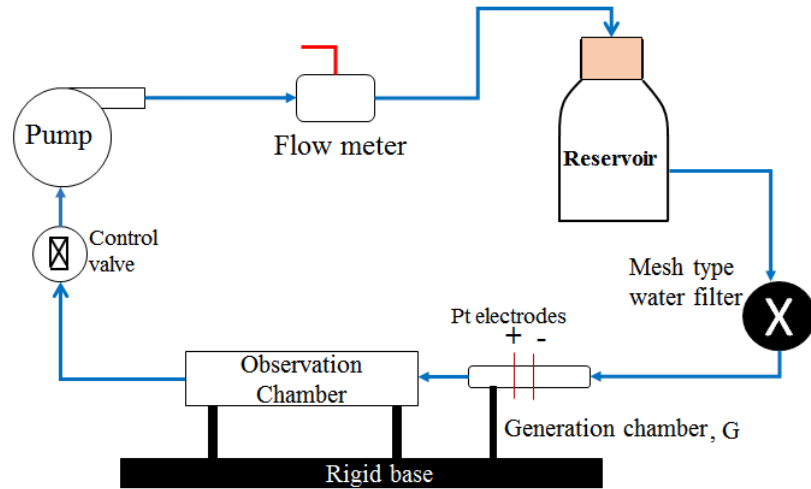 Pump
Flow meter
Reservoir
Control
valve
Mesh type
water filter
X
Pt electrodes
+ -
Observation
Chamber
Generation chamber, G
Rigid base